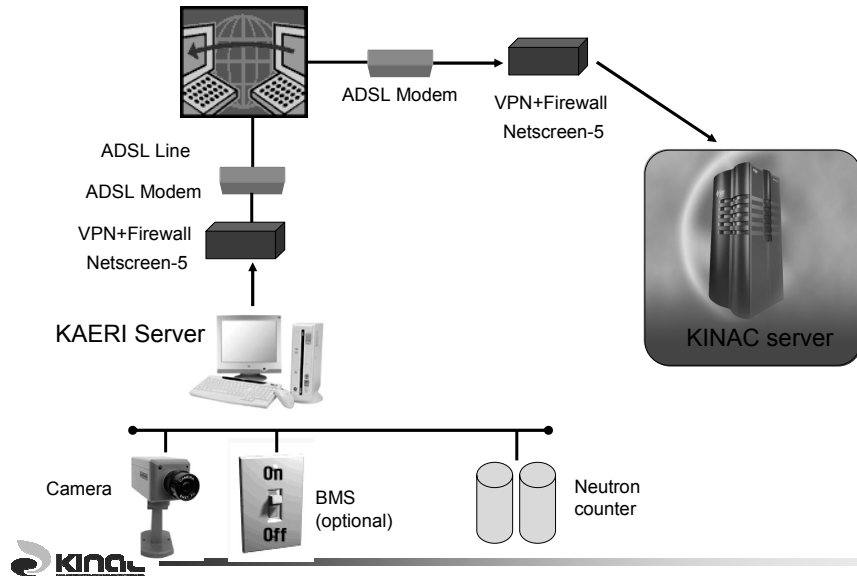 ADSL Modem
VPN+Firewall
Netscreen-5
ADSL Line
ADSL Modem
VPN+Firewall
Netscreen-5
KAERI Server
KINAC server
Camera
On
Off
BMS
(optional)
Neutron
counter